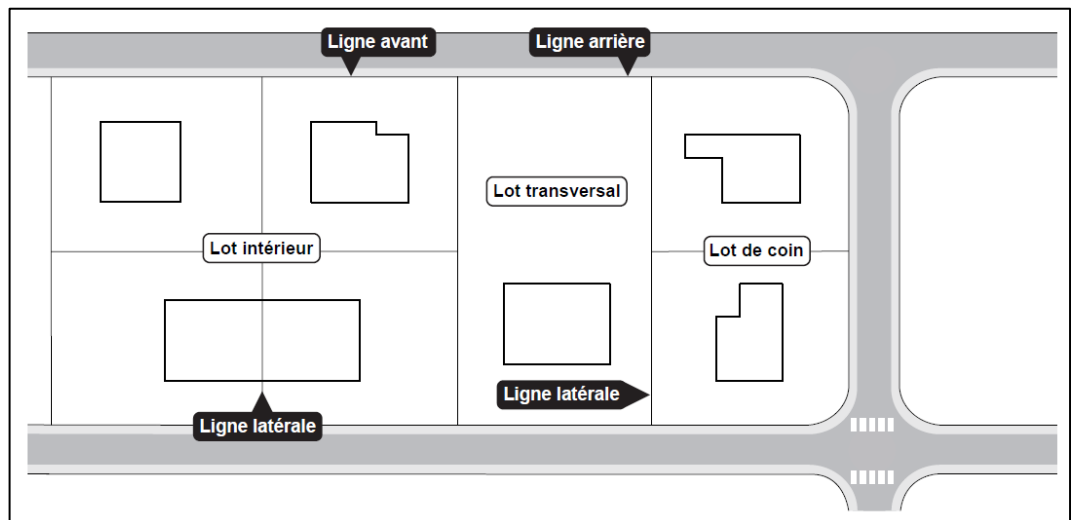 Ligne avant
Ligne arrière
Lot transversal
Lot intérieur
Lot de coin
Ligne latérale
Ligne latérale